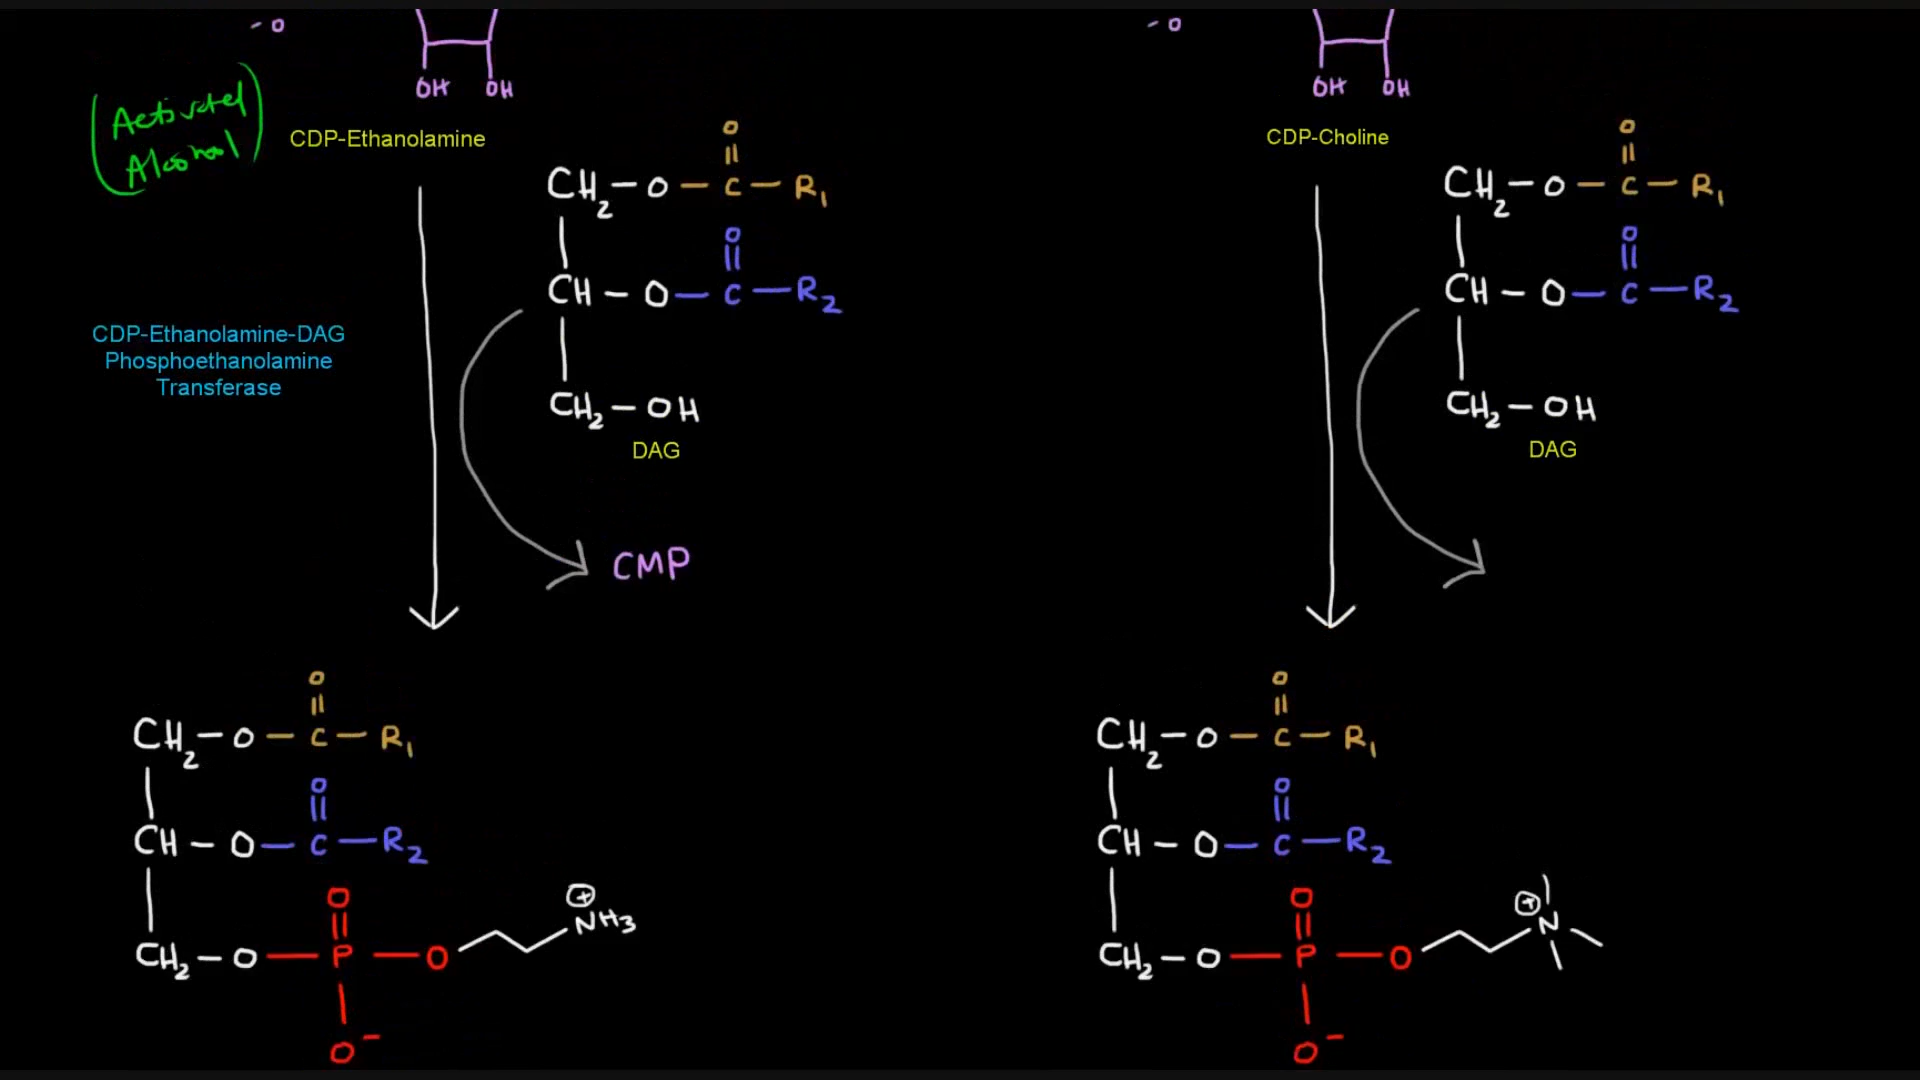 - O
OH OH
(Activated
Alcohol)
CDP-Ethanolamine
O
CH2-O-C-R1
O
CH-O-C-R2
CDP-Ethanolamine-DAG
Phosphoethanolamine
Transferase
CH2-OH
DAG
CMP
O
CH2-O-C-R1
O
CH-O-C-R2
O
+
NH3
CH2-O-P-O
O-
- O
OH OH
CDP-Choline
O
CH2-O-C-R1
O
CH-O-C-R2
CH2-OH
DAG
O
CH2-O-C-R1
O
CH-O-C-R2
O
+
N
CH2-O-P-O
O-